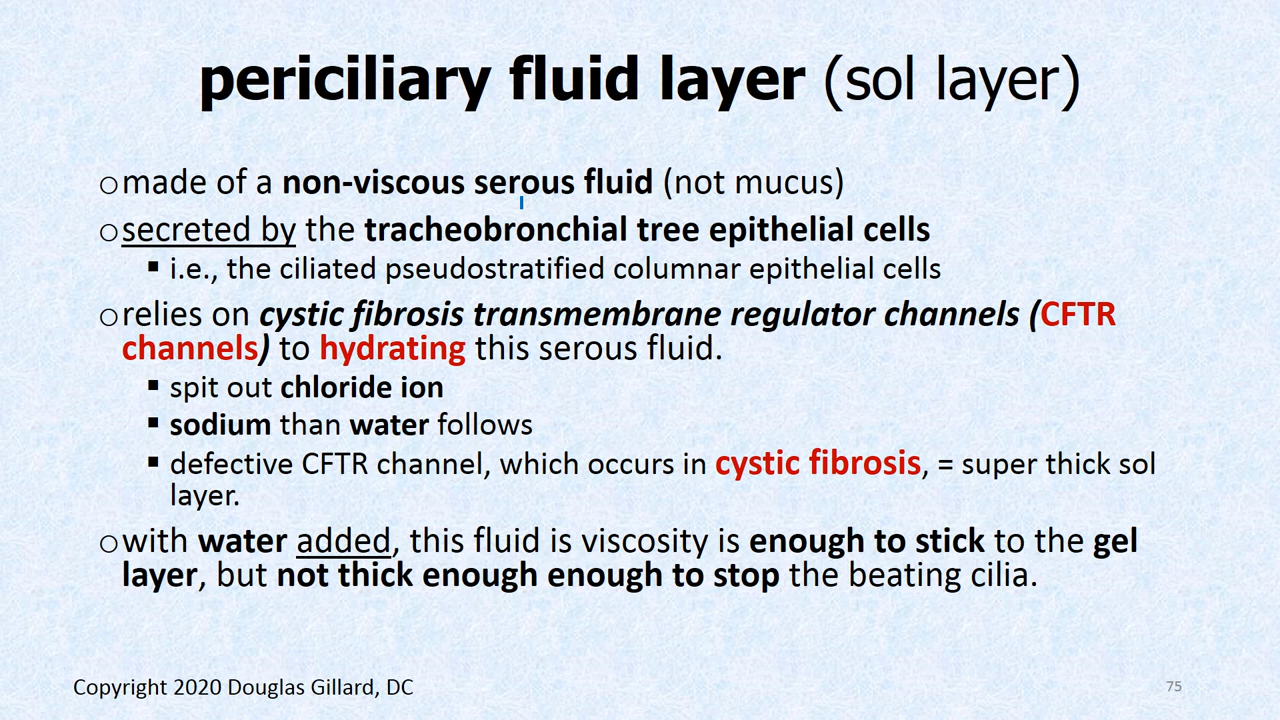 periciliary fluid layer (sol layer)
○made of a non-viscous serous fluid (not mucus)
○secreted by the tracheobronchial tree epithelial cells
▪ i.e., the ciliated pseudostratified columnar epithelial cells
○relies on cystic fibrosis transmembrane regulator channels (CFTR
channels) to hydrating this serous fluid.
▪ spit out chloride ion
▪ sodium than water follows
▪ defective CFTR channel, which occurs in cystic fibrosis, = super thick sol
layer.
○with water added, this fluid is viscosity is enough to stick to the gel
layer, but not thick enough enough to stop the beating cilia.
Copyright 2020 Douglas Gillard, DC
75